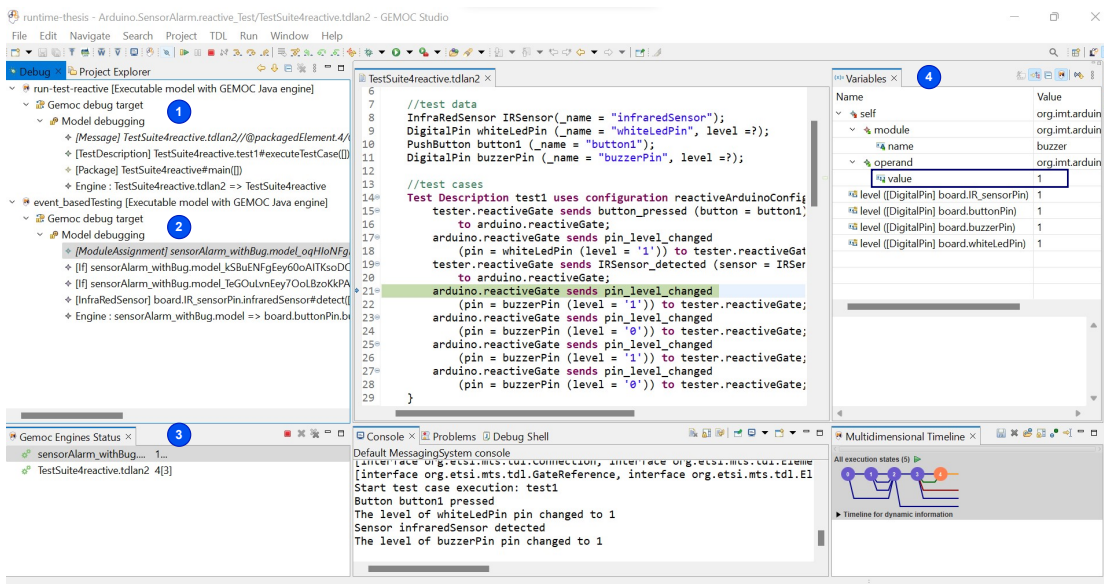 runtime-thesis - Arduino.SensorAlarm.reactive_Test/TestSuite4reactive.tdlan2 - GEMOC Studio
File Edit Navigate Search Project TDL Run Window Help
Debug Project Explorer
run-test-reactive [Executable model with GEMOC Java engine]
Gemoc debug target
1
Model debugging
[Message] TestSuite4reactive.tdlan2//@packagedElement.4/
[TestDescription] TestSuite4reactive.test1#executeTestCase([])
[Package] TestSuite4reactive#main([])
Engine : TestSuite4reactive.tdlan2 => TestSuite4reactive
event_basedTesting [Executable model with GEMOC Java engine]
Gemoc debug target
2
Model debugging
[ModuleAssignment] sensorAlarm_withBug.model_oqHIoNFg
[If] sensorAlarm_withBug.model_kSBuENFgEey60oAITKsoDC
[If] sensorAlarm_withBug.model_TeGOuLvnEey7OoLBzoKkPA
[InfraRedSensor] board.IR_sensorPin.infraredSensor#detect([
Engine : sensorAlarm_withBug.model => board.buttonPin.bu
TestSuite4reactive.tdlan2
6
7 //test data
8 InfraRedSensor IRSensor(_name = "infraredSensor");
9 DigitalPin whiteLedPin (_name = "whiteLedPin", level =?);
10 PushButton button1 (_name = "button1");
11 DigitalPin buzzerPin (_name = "buzzerPin", level =?);
12
13 //test cases
14 Test Description test1 uses configuration reactiveArduinoConfig
15 tester.reactiveGate sends button_pressed (button = button1)
16 to arduino.reactiveGate;
17 arduino.reactiveGate sends pin_level_changed
18 (pin = whiteLedPin (level = '1')) to tester.reactiveGat
19 tester.reactiveGate sends IRSensor_detected (sensor = IRSer
20 to arduino.reactiveGate;
21 arduino.reactiveGate sends pin_level_changed
22 (pin = buzzerPin (level = '1')) to tester.reactiveGate;
23 arduino.reactiveGate sends pin_level_changed
24 (pin = buzzerPin (level = '0')) to tester.reactiveGate;
25 arduino.reactiveGate sends pin_level_changed
26 (pin = buzzerPin (level = '1')) to tester.reactiveGate;
27 arduino.reactiveGate sends pin_level_changed
28 (pin = buzzerPin (level = '0')) to tester.reactiveGate;
29 }
Variables 4
Name Value
self org.imt.arduin
module org.imt.arduin
name buzzer
operand org.imt.arduin
value 1
level ([DigitalPin] board.IR_sensorPin) 1
level ([DigitalPin] board.buttonPin) 1
level ([DigitalPin] board.buzzerPin) 1
level ([DigitalPin] board.whiteLedPin) 1
Gemoc Engines Status 3
sensorAlarm_withBug.... 1...
TestSuite4reactive.tdlan2 4[3]
Console Problems Debug Shell
Default MessagingSystem console
[interface org.etsi.mts.tdl.Connection, interface org.etsi.mts.tdl.Eleme
[interface org.etsi.mts.tdl.GateReference, interface org.etsi.mts.tdl.El
Start test case execution: test1
Button button1 pressed
The level of whiteLedPin pin changed to 1
Sensor infraredSensor detected
The level of buzzerPin pin changed to 1
Multidimensional Timeline
All execution states (5)
0 1 2 3 4
Timeline for dynamic information